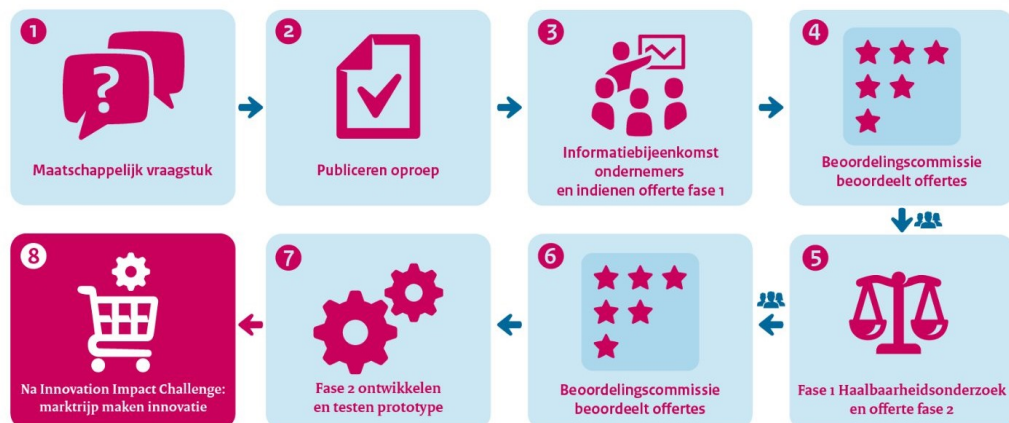 1
?
Maatschappelijk vraagstuk
2
Publiceren oproep
3
Informatiebijeenkomst
ondernemers
en indienen offerte fase 1
4
Beoordelingscommissie
beoordeelt offertes
5
Fase 1 Haalbaarheidsonderzoek
en offerte fase 2
6
Beoordelingscommissie
beoordeelt offertes
7
Fase 2 ontwikkelen
en testen prototype
8
Na Innovation Impact Challenge:
marktrijp maken innovatie